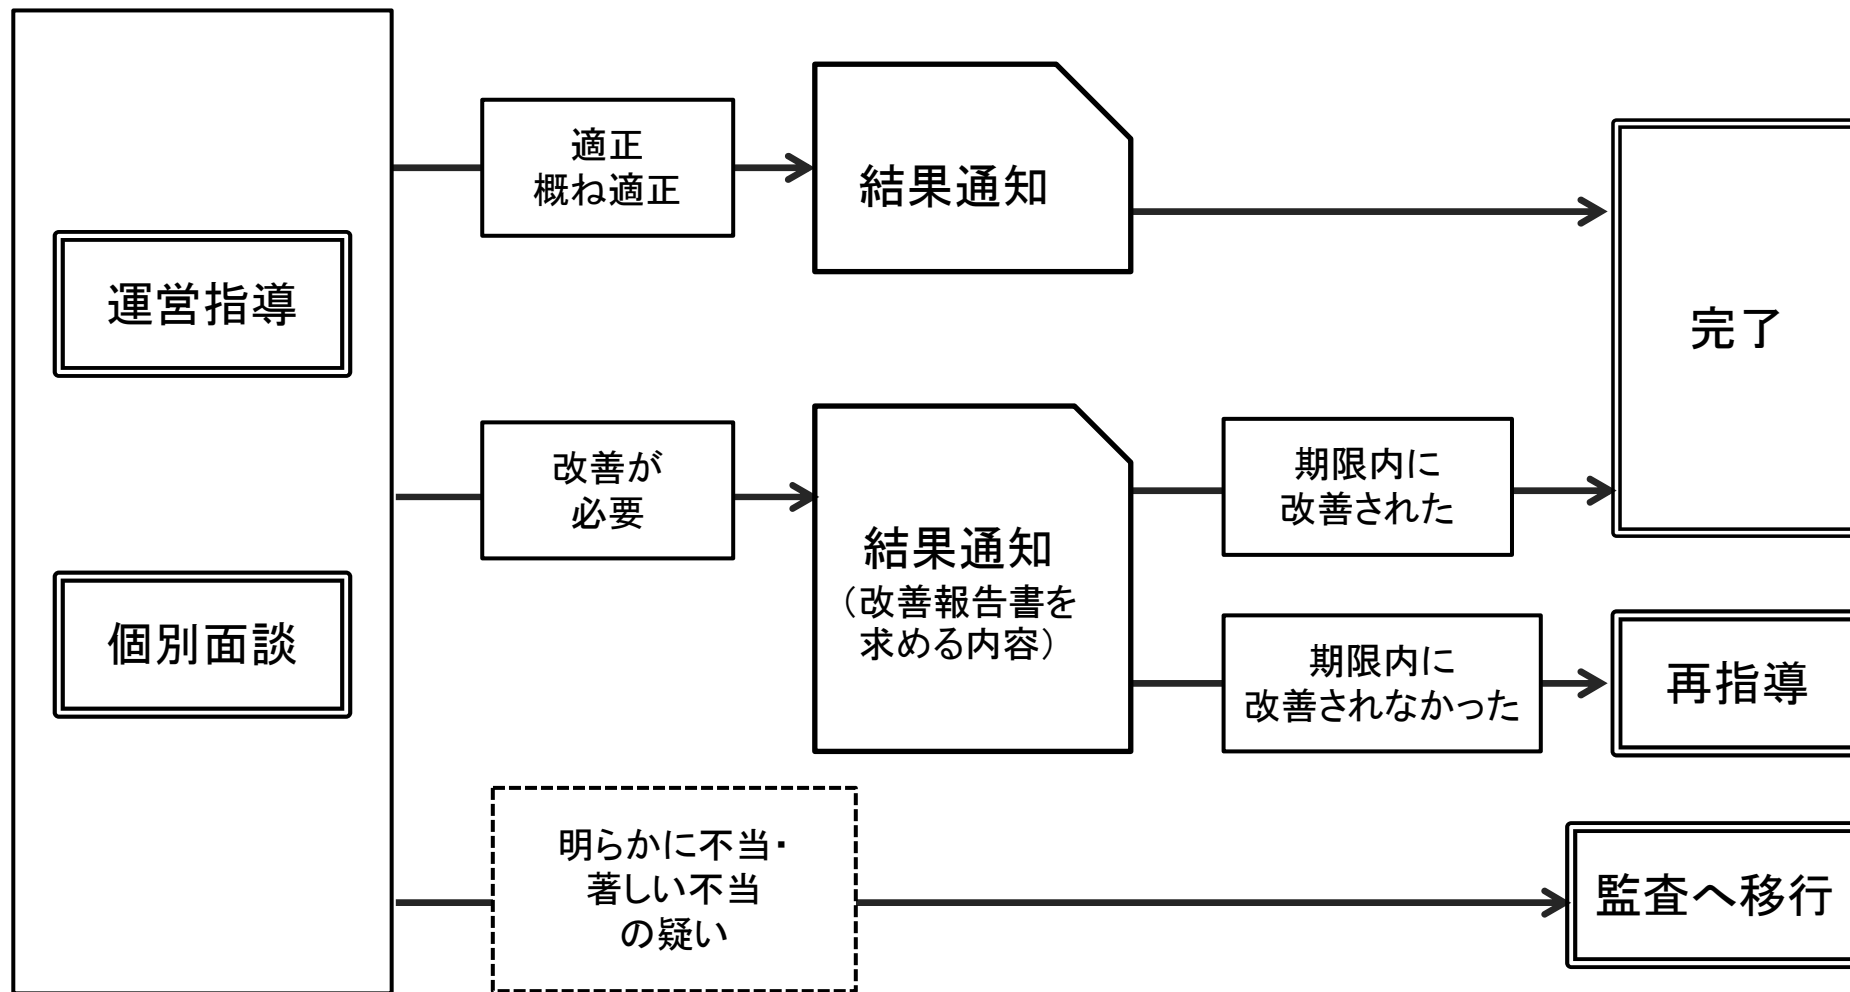 運営指導
個別面談
適正
概ね適正
結果通知
完了
改善が
必要
結果通知
（改善報告書を
求める内容）
期限内に
改善された
期限内に
改善されなかった
再指導
明らかに不当・
著しい不当
の疑い
監査へ移行